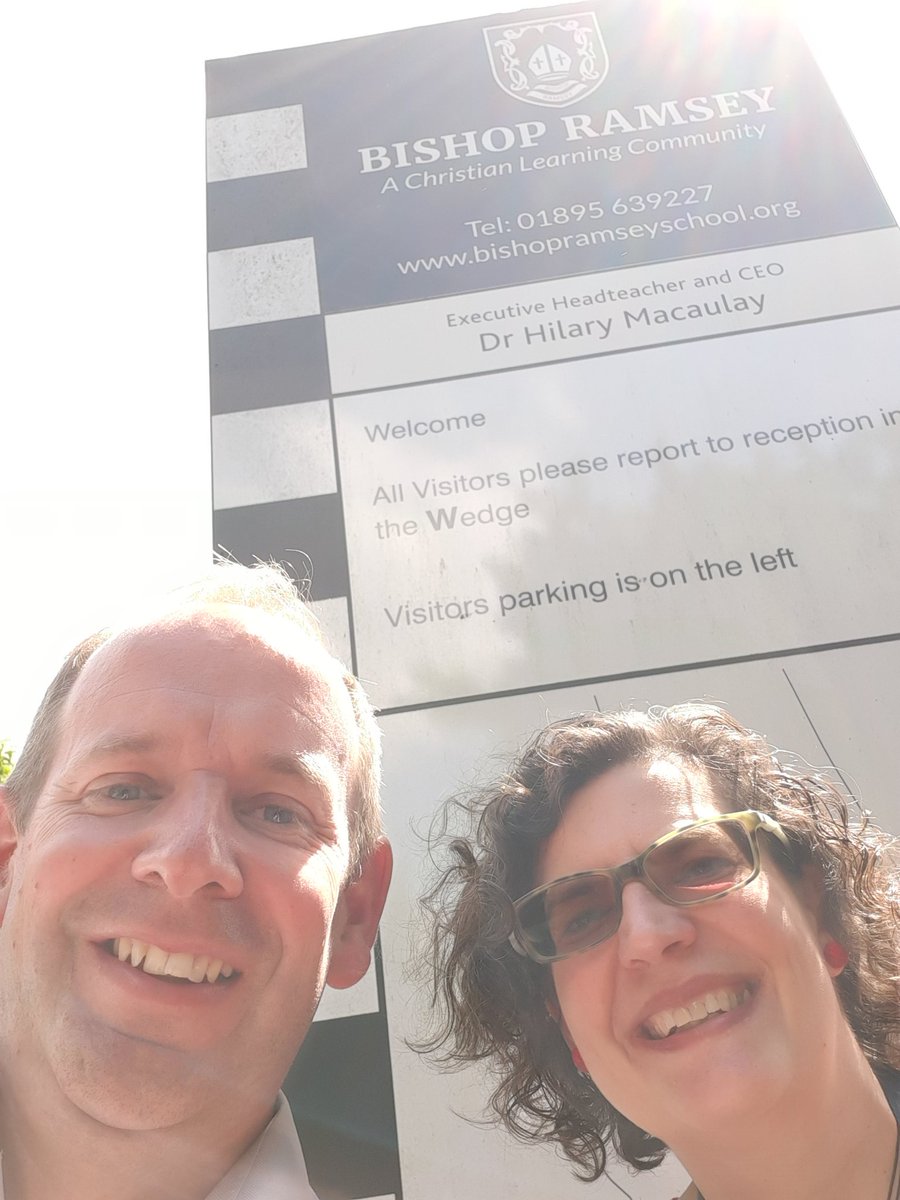 BISHOP RAMSEY
A Christian Learning Community
Tel: 01895 639227
www.bishopramseyschool.org
Executive Headteacher and CEO
Dr Hilary Macaulay
Welcome
All Visitors please report to reception in
the Wedge
Visitors parking is on the left